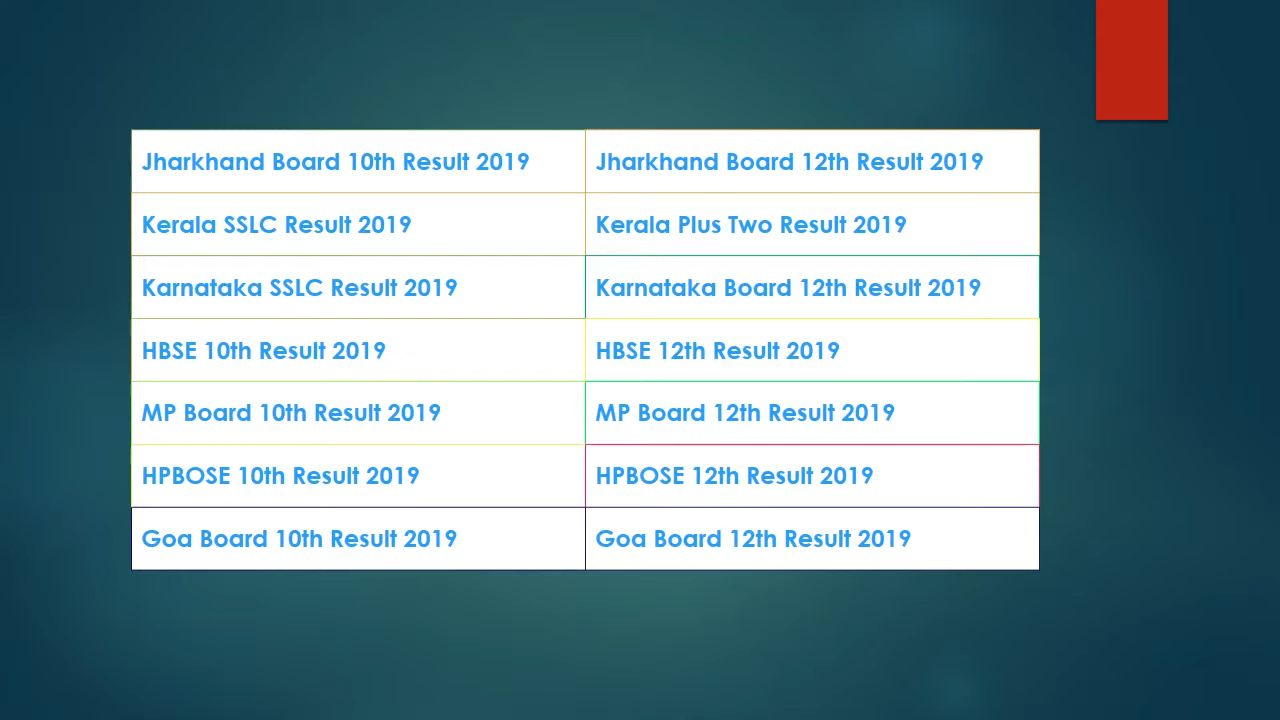 Jharkhand Board 10th Result 2019
Jharkhand Board 12th Result 2019
Kerala SSLC Result 2019
Kerala Plus Two Result 2019
Karnataka SSLC Result 2019
Karnataka Board 12th Result 2019
HBSE 10th Result 2019
HBSE 12th Result 2019
MP Board 10th Result 2019
MP Board 12th Result 2019
HPBOSE 10th Result 2019
HPBOSE 12th Result 2019
Goa Board 10th Result 2019
Goa Board 12th Result 2019